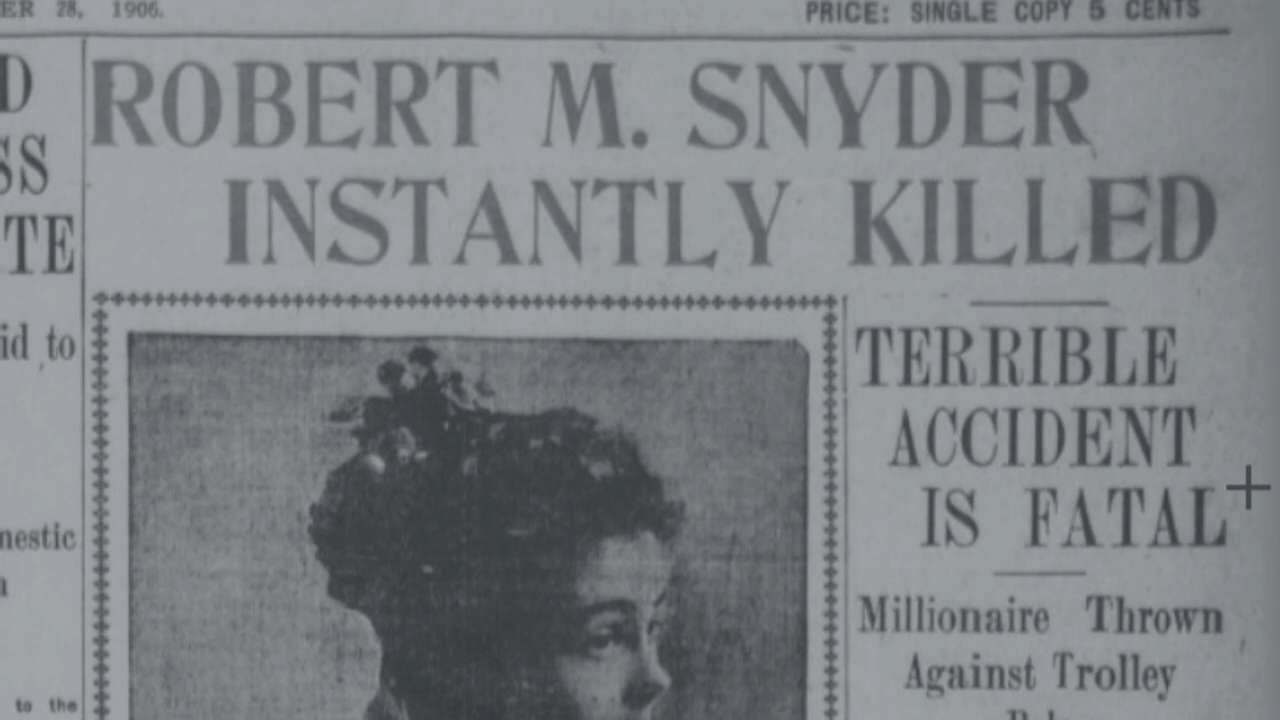 ER 28, 1906.
PRICE: SINGLE COPY 5 CENTS
D
SS
TE
id to
nestic
to the
ROBERT M. SNYDER
INSTANTLY KILLED
TERRIBLE
ACCIDENT
IS FATAL
Millionaire Thrown
Against Trolley